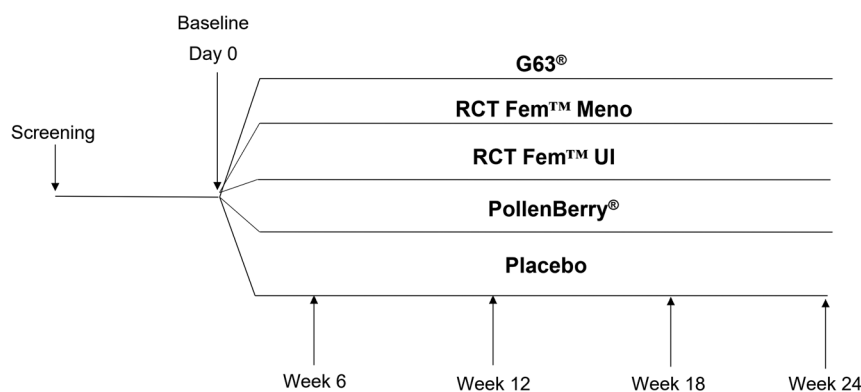 Baseline
Day 0
G63®
RCT Fem™ Meno
Screening
RCT Fem™ UI
PollenBerry®
Placebo
Week 6
Week 12
Week 18
Week 24